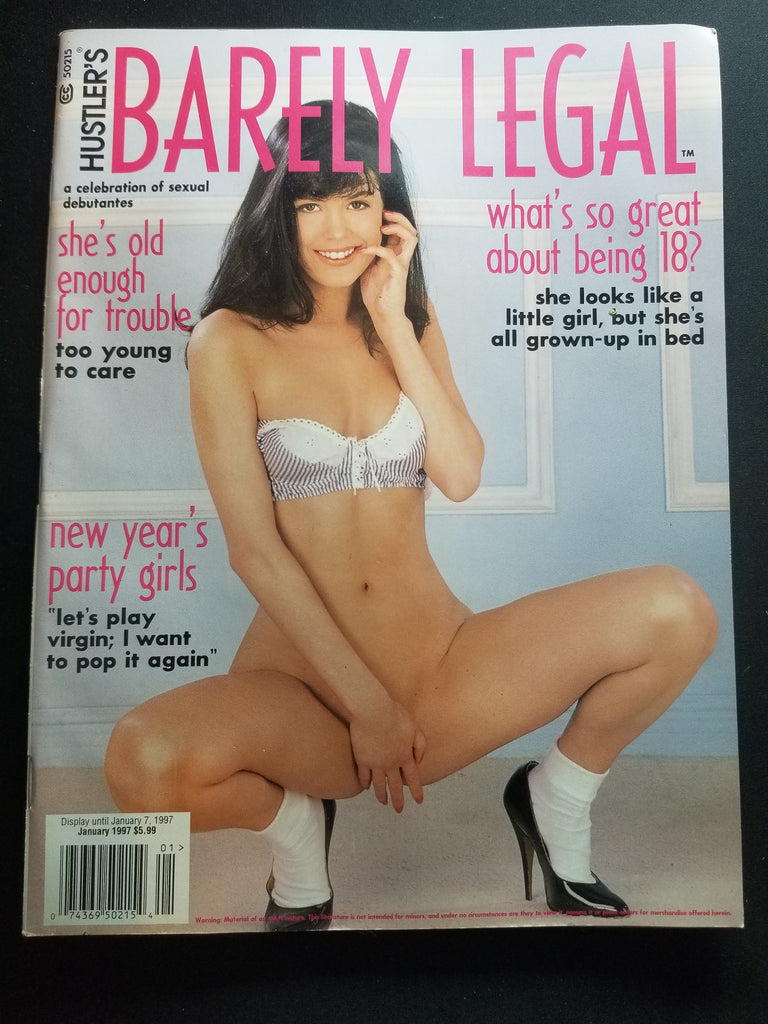 CC 50215
HUSTLER'S®
BARELY LEGAL™
a celebration of sexual
debutantes
she's old
enough
for trouble
too young
to care
what's so great
about being 18?
she looks like a
little girl, but she's
all grown-up in bed
new year's
party girls
"let's play
virgin; I want
to pop it again"
Display until January 7, 1997
January 1997 $5.99
01>
0 74369 50215 4
Warning: Material of This literature is not intended for minors, and under no circumstances are they to view it, or for merchandise offered herein.